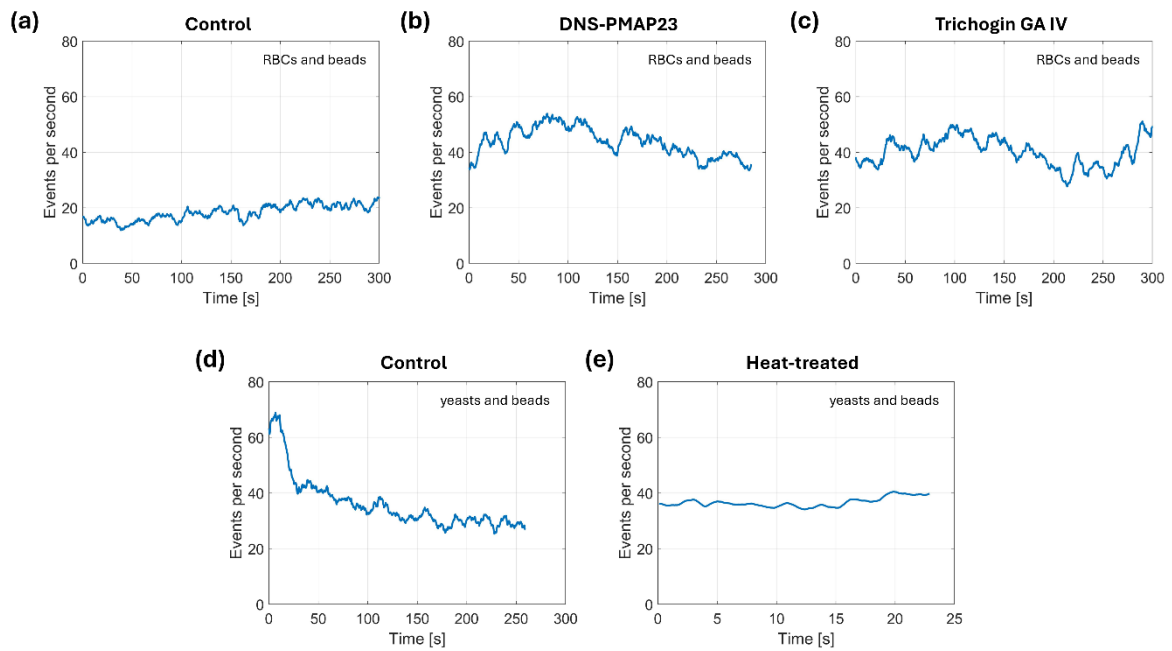 (a)
Control
RBCs and beads
Events per second
80
60
40
20
0
0 50 100 150 200 250 300
Time [s]
(b)
DNS-PMAP23
RBCs and beads
Events per second
80
60
40
20
0
0 50 100 150 200 250 300
Time [s]
(c)
Trichogin GA IV
RBCs and beads
Events per second
80
60
40
20
0
0 50 100 150 200 250 300
Time [s]
(d)
Control
yeasts and beads
Events per second
80
60
40
20
0
0 50 100 150 200 250 300
Time [s]
(e)
Heat-treated
yeasts and beads
Events per second
80
60
40
20
0
0 5 10 15 20 25
Time [s]